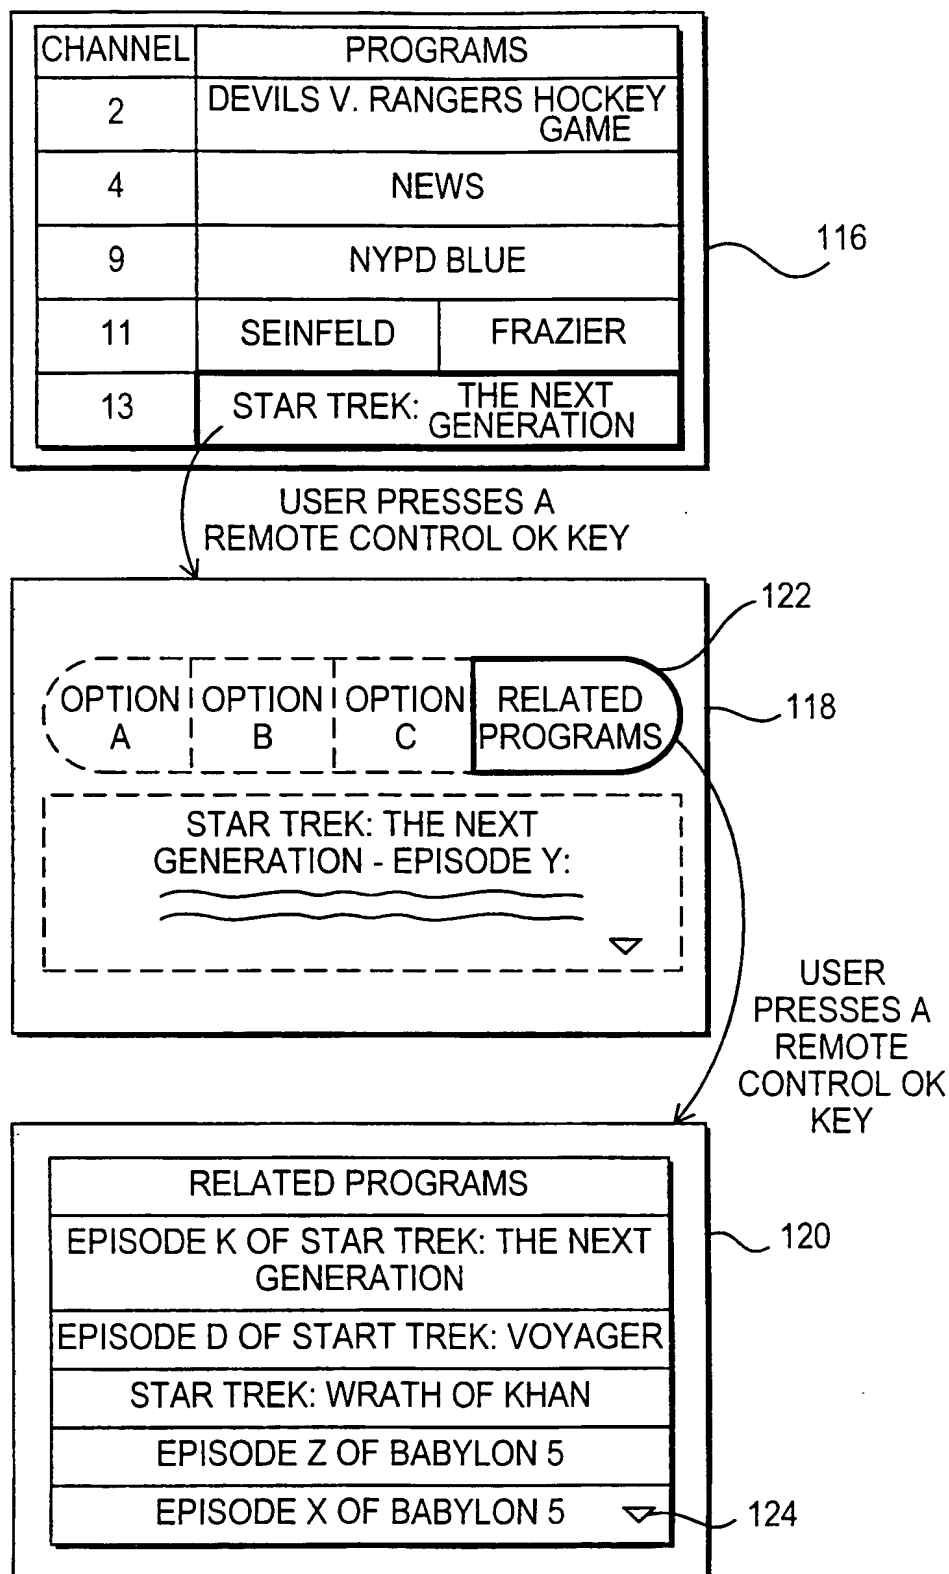 CHANNEL PROGRAMS
2 DEVILS V. RANGERS HOCKEY
GAME
4 NEWS
9 NYPD BLUE
116
11 SEINFELD FRAZIER
13 STAR TREK: THE NEXT
GENERATION
USER PRESSES A
REMOTE CONTROL OK KEY
122
OPTION A OPTION B OPTION C RELATED PROGRAMS
118
STAR TREK: THE NEXT
GENERATION - EPISODE Y:
USER
PRESSES A
REMOTE
CONTROL OK
KEY
RELATED PROGRAMS
EPISODE K OF STAR TREK: THE NEXT
GENERATION
120
EPISODE D OF START TREK: VOYAGER
STAR TREK: WRATH OF KHAN
EPISODE Z OF BABYLON 5
EPISODE X OF BABYLON 5
124